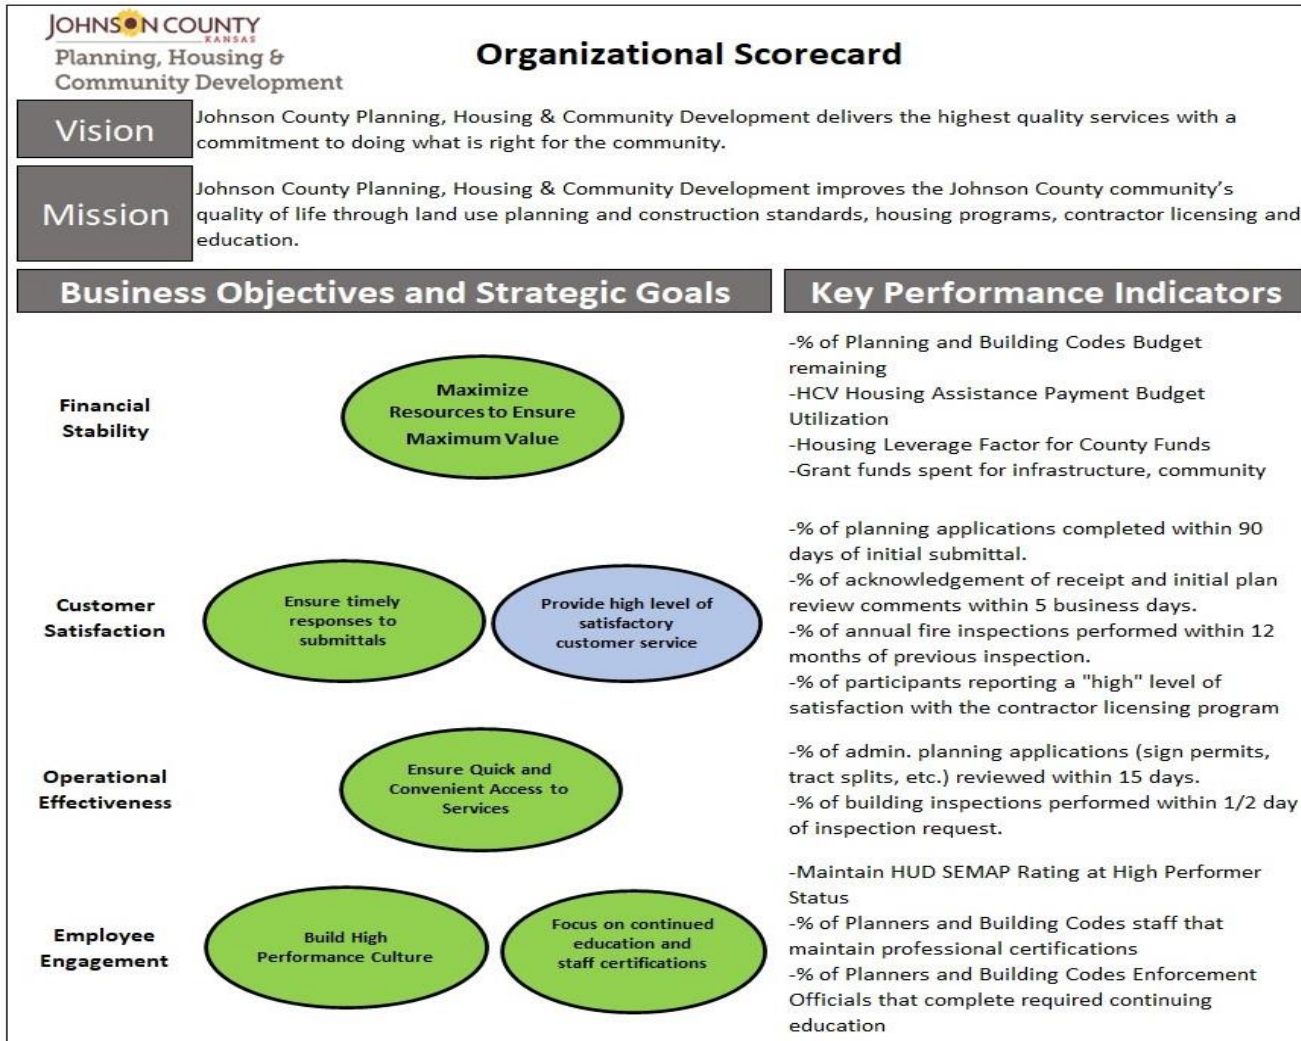 JOHNSON COUNTY
KANSAS
Planning, Housing &
Community Development
Organizational Scorecard
Vision
Johnson County Planning, Housing & Community Development delivers the highest quality services with a
commitment to doing what is right for the community.
Mission
Johnson County Planning, Housing & Community Development improves the Johnson County community’s
quality of life through land use planning and construction standards, housing programs, contractor licensing and
education.
Business Objectives and Strategic Goals
Key Performance Indicators
Financial
Stability
Maximize
Resources to Ensure
Maximum Value
-% of Planning and Building Codes Budget
remaining
-HCV Housing Assistance Payment Budget
Utilization
-Housing Leverage Factor for County Funds
-Grant funds spent for infrastructure, community
Customer
Satisfaction
Ensure timely
responses to
submittals
Provide high level of
satisfactory
customer service
-% of planning applications completed within 90
days of initial submittal.
-% of acknowledgement of receipt and initial plan
review comments within 5 business days.
-% of annual fire inspections performed within 12
months of previous inspection.
-% of participants reporting a "high" level of
satisfaction with the contractor licensing program
Operational
Effectiveness
Ensure Quick and
Convenient Access to
Services
-% of admin. planning applications (sign permits,
tract splits, etc.) reviewed within 15 days.
-% of building inspections performed within 1/2 day
of inspection request.
Employee
Engagement
Build High
Performance Culture
Focus on continued
education and
staff certifications
-Maintain HUD SEMAP Rating at High Performer
Status
-% of Planners and Building Codes staff that
maintain professional certifications
-% of Planners and Building Codes Enforcement
Officials that complete required continuing
education